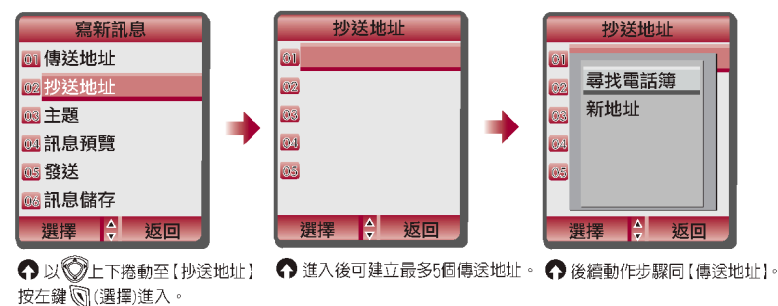 寫新訊息
01 傳送地址
02 抄送地址
03 主題
04 訊息預覽
05 發送
06 訊息儲存
選擇 返回
以上下捲動至【抄送地址】
按左鍵(選擇)進入。
抄送地址
01
02
03
04
05
選擇 返回
進入後可建立最多5個傳送地址。
抄送地址
01
02
03
04
05
尋找電話簿
新地址
選擇 返回
後續動作步驟同【傳送地址】。